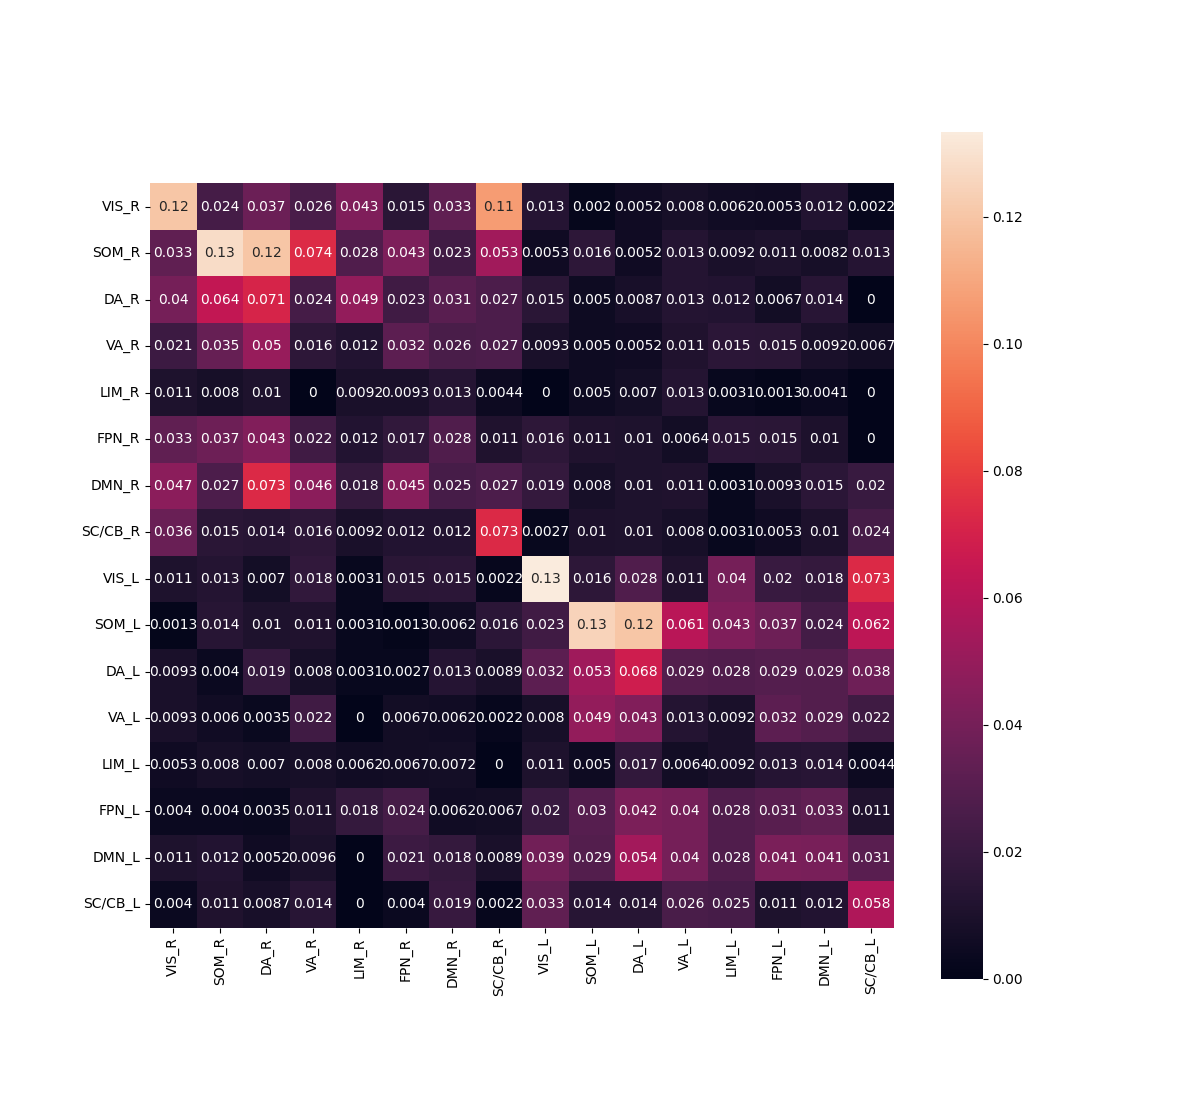 VIS_R 0.12 0.024 0.037 0.026 0.043 0.015 0.033 0.11 0.013 0.002 0.0052 0.008 0.0062 0.0053 0.012 0.0022
SOM_R 0.033 0.13 0.12 0.074 0.028 0.043 0.023 0.053 0.0053 0.016 0.0052 0.013 0.0092 0.011 0.0082 0.013
DA_R 0.04 0.064 0.071 0.024 0.049 0.023 0.031 0.027 0.015 0.005 0.0087 0.013 0.012 0.0067 0.014 0
VA_R 0.021 0.035 0.05 0.016 0.012 0.032 0.026 0.027 0.0093 0.005 0.0052 0.011 0.015 0.015 0.0092 0.0067
LIM_R 0.011 0.008 0.01 0 0.0092 0.0093 0.013 0.0044 0 0.005 0.007 0.013 0.0031 0.0013 0.0041 0
FPN_R 0.033 0.037 0.043 0.022 0.012 0.017 0.028 0.011 0.016 0.011 0.01 0.0064 0.015 0.015 0.01 0
DMN_R 0.047 0.027 0.073 0.046 0.018 0.045 0.025 0.027 0.019 0.008 0.01 0.011 0.0031 0.0093 0.015 0.02
SC/CB_R 0.036 0.015 0.014 0.016 0.0092 0.012 0.012 0.073 0.0027 0.01 0.01 0.008 0.0031 0.0053 0.01 0.024
VIS_L 0.011 0.013 0.007 0.018 0.0031 0.015 0.015 0.0022 0.13 0.016 0.028 0.011 0.04 0.02 0.018 0.073
SOM_L 0.0013 0.014 0.01 0.011 0.0031 0.0013 0.0062 0.016 0.023 0.13 0.12 0.061 0.043 0.037 0.024 0.062
DA_L 0.0093 0.004 0.019 0.008 0.0031 0.0027 0.013 0.0089 0.032 0.053 0.068 0.029 0.028 0.029 0.029 0.038
VA_L 0.0093 0.006 0.0035 0.022 0 0.0067 0.0062 0.0022 0.008 0.049 0.043 0.013 0.0092 0.032 0.029 0.022
LIM_L 0.0053 0.008 0.007 0.008 0.0062 0.0067 0.0072 0 0.011 0.005 0.017 0.0064 0.0092 0.013 0.014 0.0044
FPN_L 0.004 0.004 0.0035 0.011 0.018 0.024 0.0062 0.0067 0.02 0.03 0.042 0.04 0.028 0.031 0.033 0.011
DMN_L 0.011 0.012 0.0052 0.0096 0 0.021 0.018 0.0089 0.039 0.029 0.054 0.04 0.028 0.041 0.041 0.031
SC/CB_L 0.004 0.011 0.0087 0.014 0 0.004 0.019 0.0022 0.033 0.014 0.014 0.026 0.025 0.011 0.012 0.058
VIS_R SOM_R DA_R VA_R LIM_R FPN_R DMN_R SC/CB_R VIS_L SOM_L DA_L VA_L LIM_L FPN_L DMN_L SC/CB_L
0.12
0.10
0.08
0.06
0.04
0.02
0.00